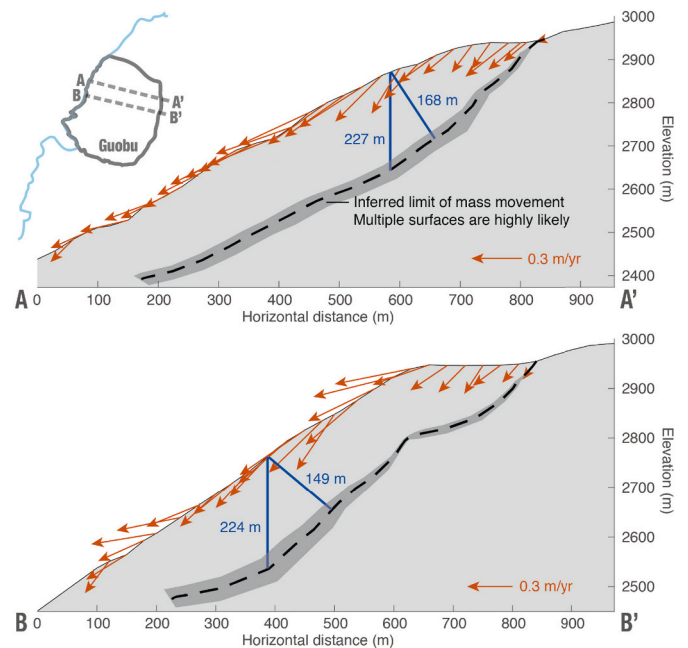 A
B
A'
B'
Guobu
168 m
227 m
Inferred limit of mass movement
Multiple surfaces are highly likely
0.3 m/yr
3000
2900
2800
2700
2600
2500
2400
Elevation (m)
A
0 100 200 300 400 500 600 700 800 900
A'
Horizontal distance (m)
149 m
224 m
0.3 m/yr
3000
2900
2800
2700
2600
2500
Elevation (m)
B
0 100 200 300 400 500 600 700 800 900
B'
Horizontal distance (m)